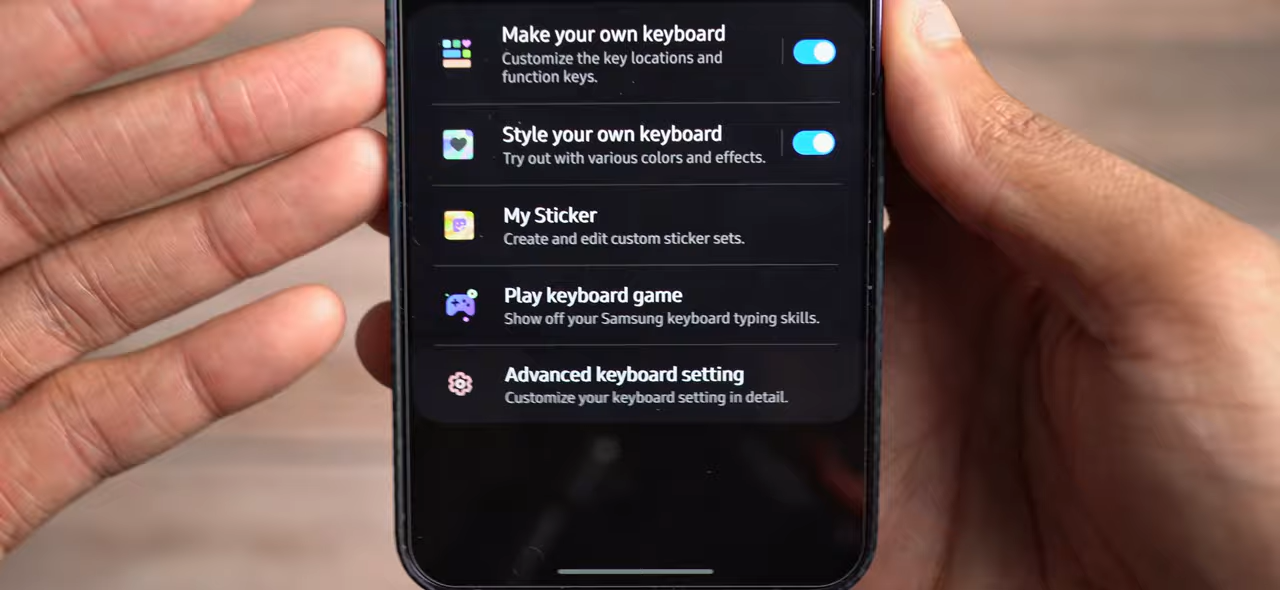 Make your own keyboard
Customize the key locations and
function keys.
Style your own keyboard
Try out with various colors and effects.
My Sticker
Create and edit custom sticker sets.
Play keyboard game
Show off your Samsung keyboard typing skills.
Advanced keyboard setting
Customize your keyboard setting in detail.